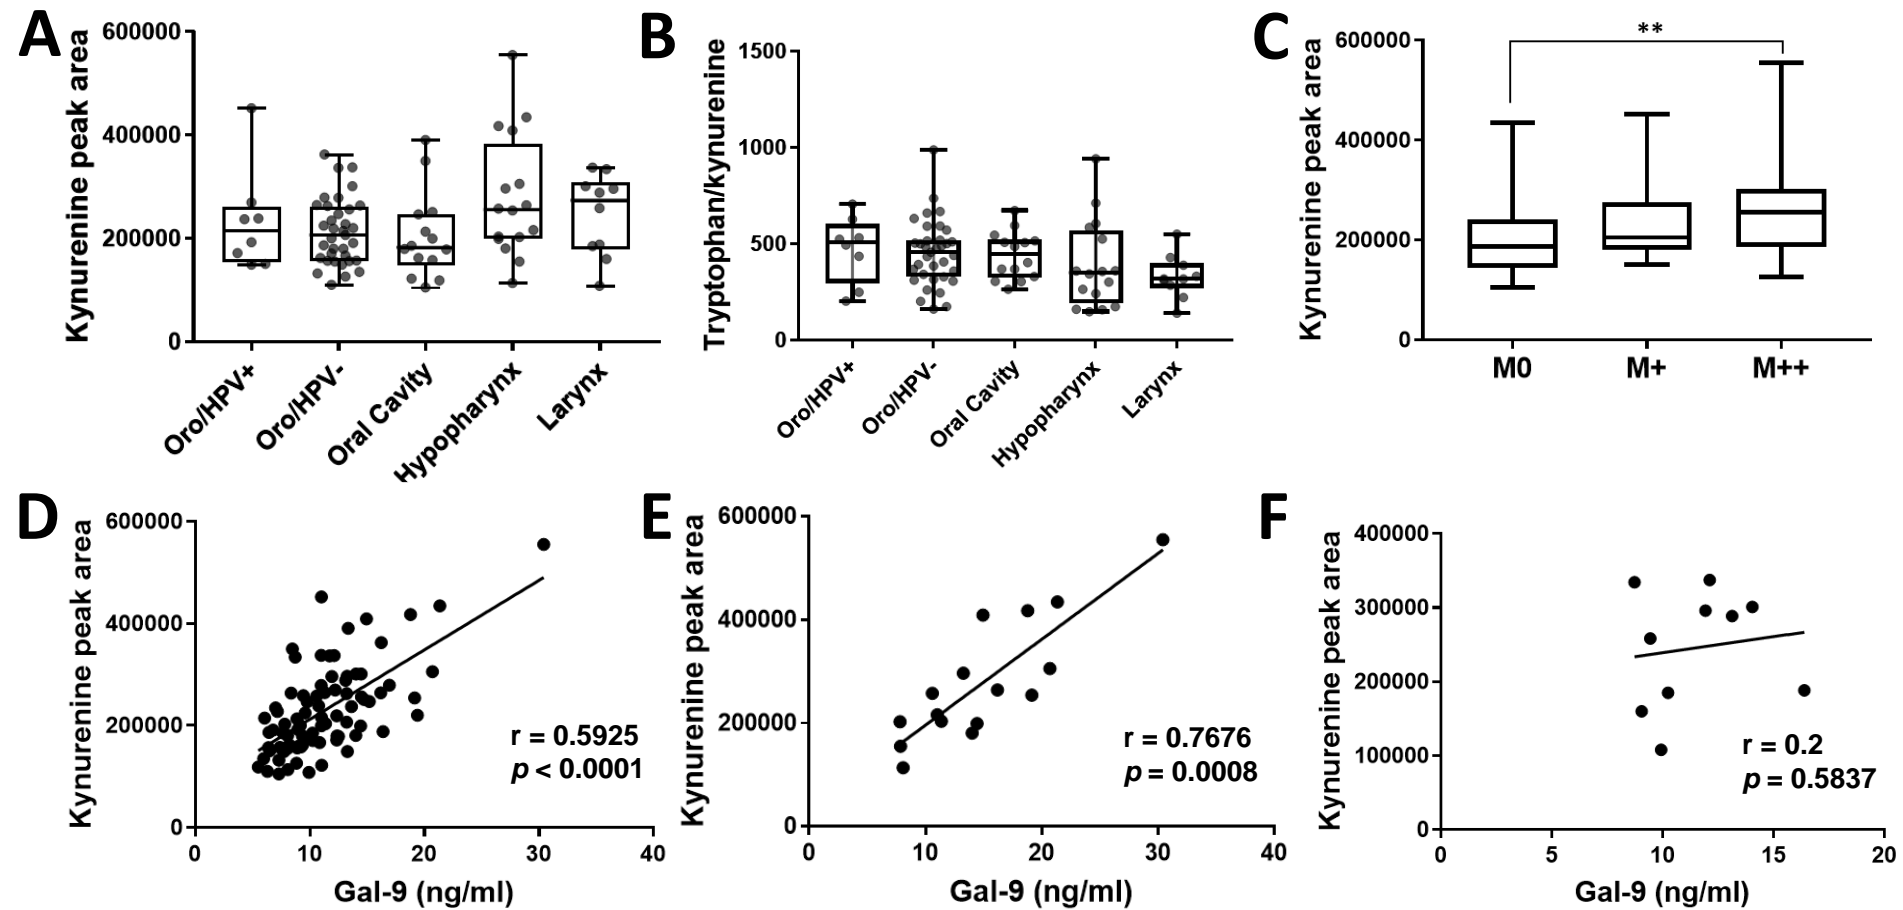 A
Kynurenine peak area
600000
400000
200000
0
Oro/HPV+
Oro/HPV-
Oral Cavity
Hypopharynx
Larynx
B
Tryptophan/kynurenine
1500
1000
500
0
Oro/HPV+
Oro/HPV-
Oral Cavity
Hypopharynx
Larynx
C
Kynurenine peak area
600000
400000
200000
0
**
M0
M+
M++
D
Kynurenine peak area
600000
400000
200000
0
r = 0.5925
p < 0.0001
0
10
20
30
40
Gal-9 (ng/ml)
E
Kynurenine peak area
600000
400000
200000
0
r = 0.7676
p = 0.0008
0
10
20
30
40
Gal-9 (ng/ml)
F
Kynurenine peak area
400000
300000
200000
100000
0
r = 0.2
p = 0.5837
0
5
10
15
20
Gal-9 (ng/ml)